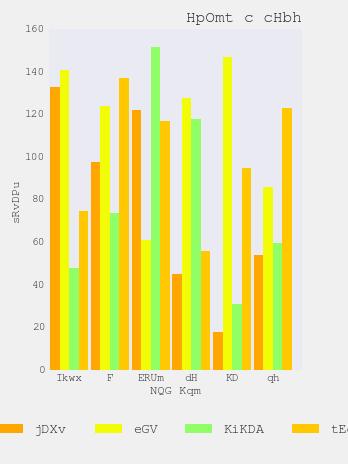 HpOmt c cHbh
160
140
120
100
80
60
40
20
0
sRvDPu
Ikwx F ERUm dH KD qh
NQG Kqm
jDXv eGV KiKDA